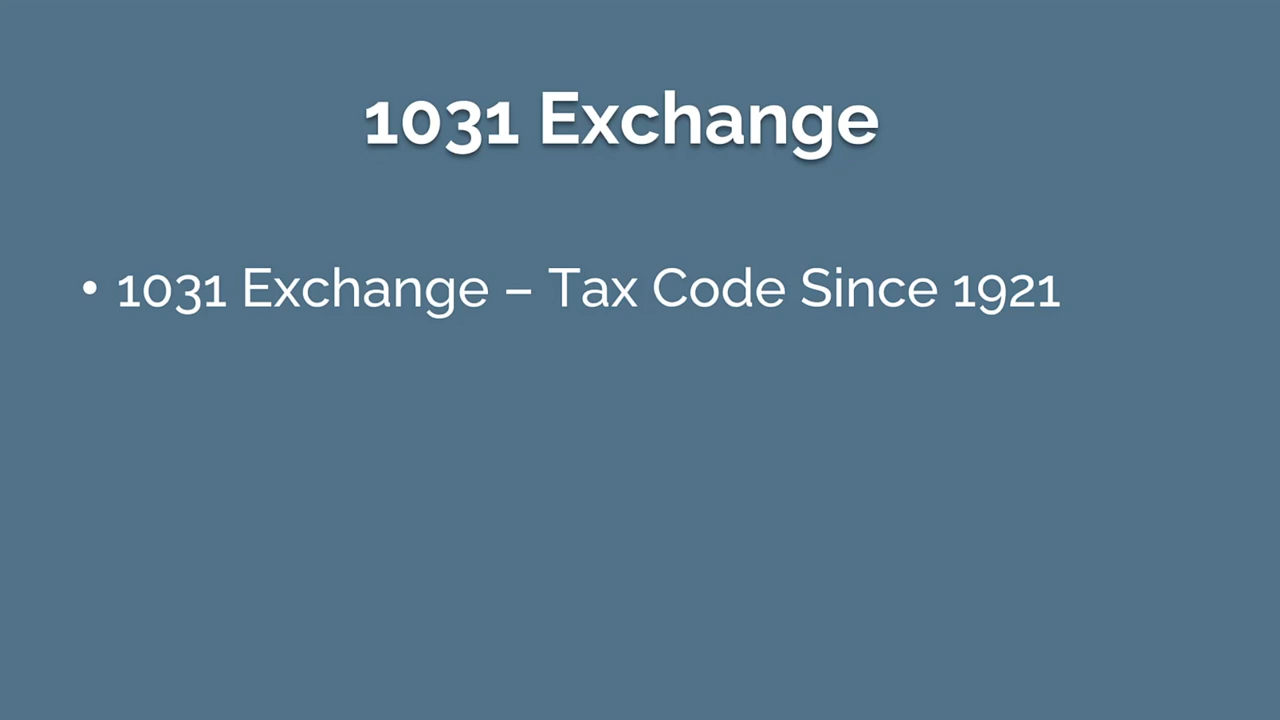 1031 Exchange
• 1031 Exchange – Tax Code Since 1921